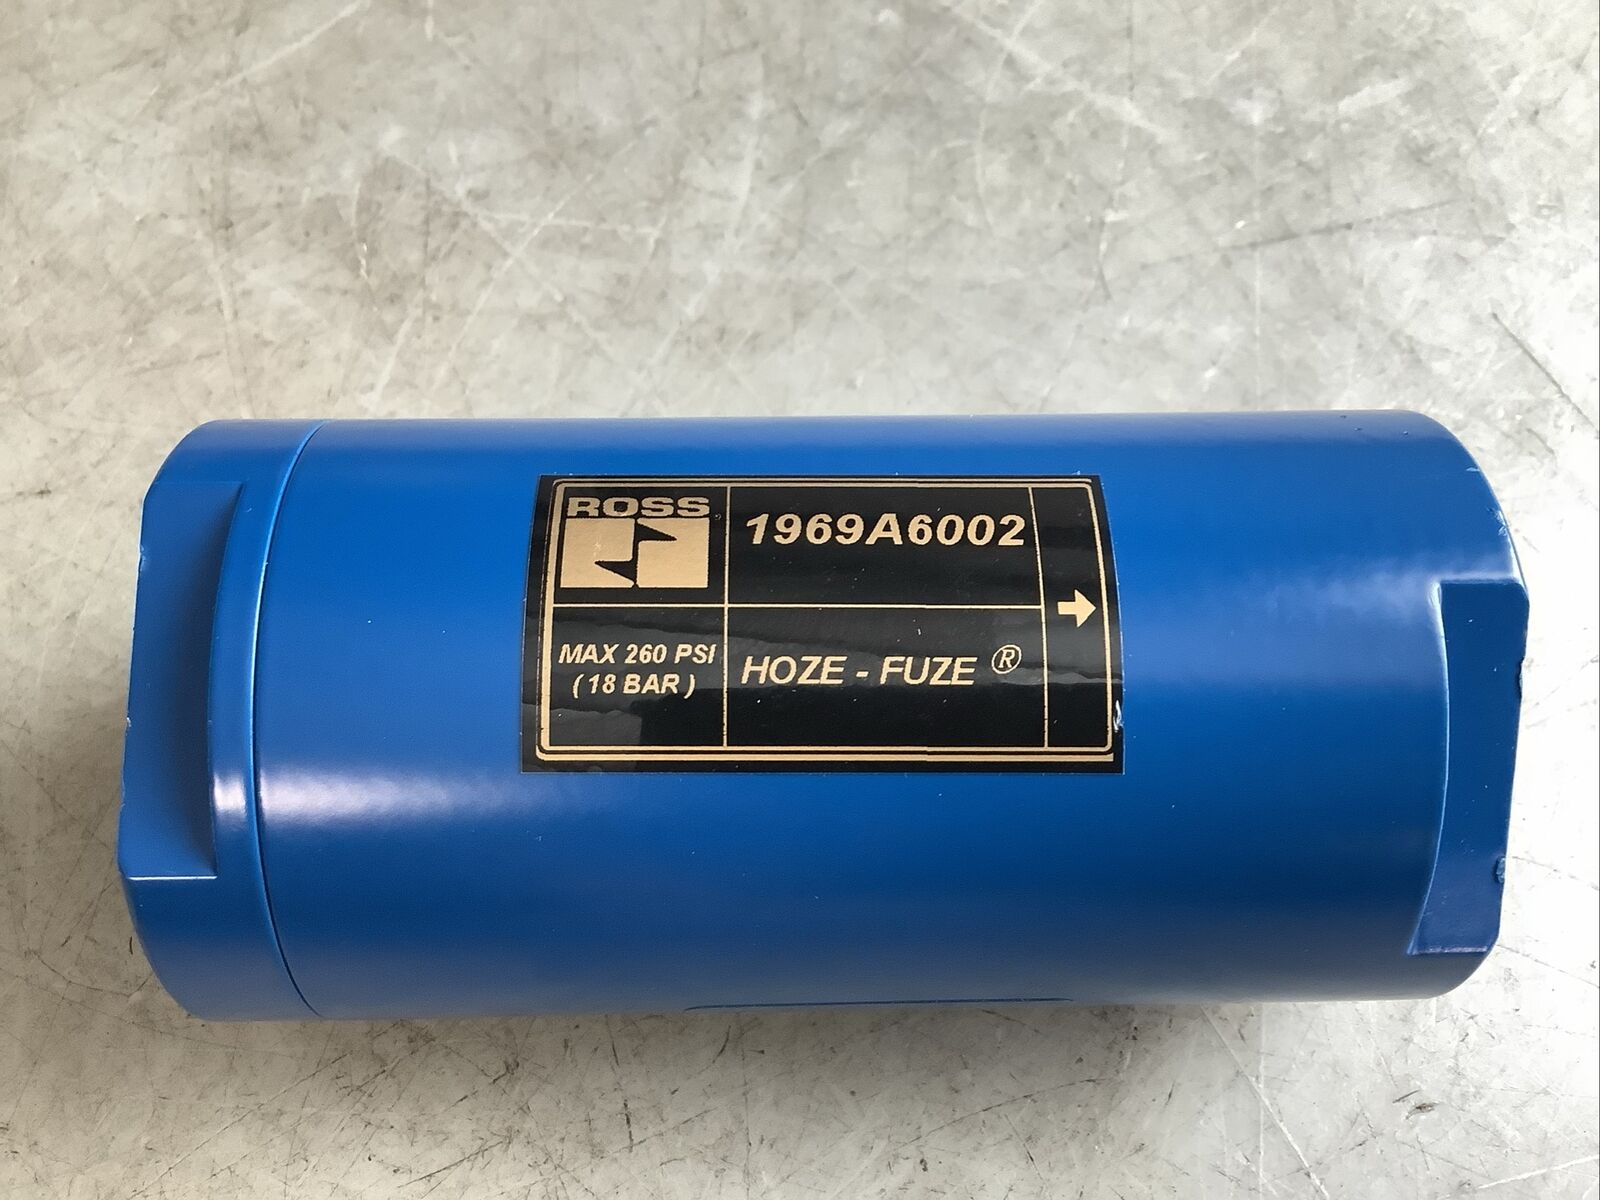 ROSS
1969A6002
MAX 260 PSI
( 18 BAR )
HOZE - FUZE ®